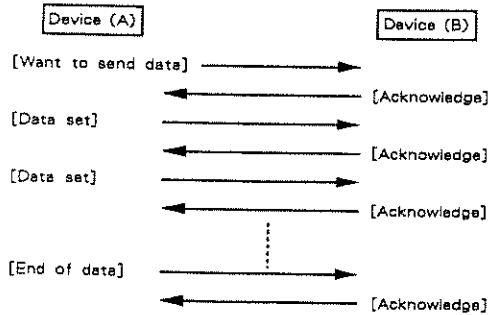 Device (A)
Device (B)
[Want to send data]
[Acknowledge]
[Data set]
[Acknowledge]
[Data set]
[Acknowledge]
[End of data]
[Acknowledge]